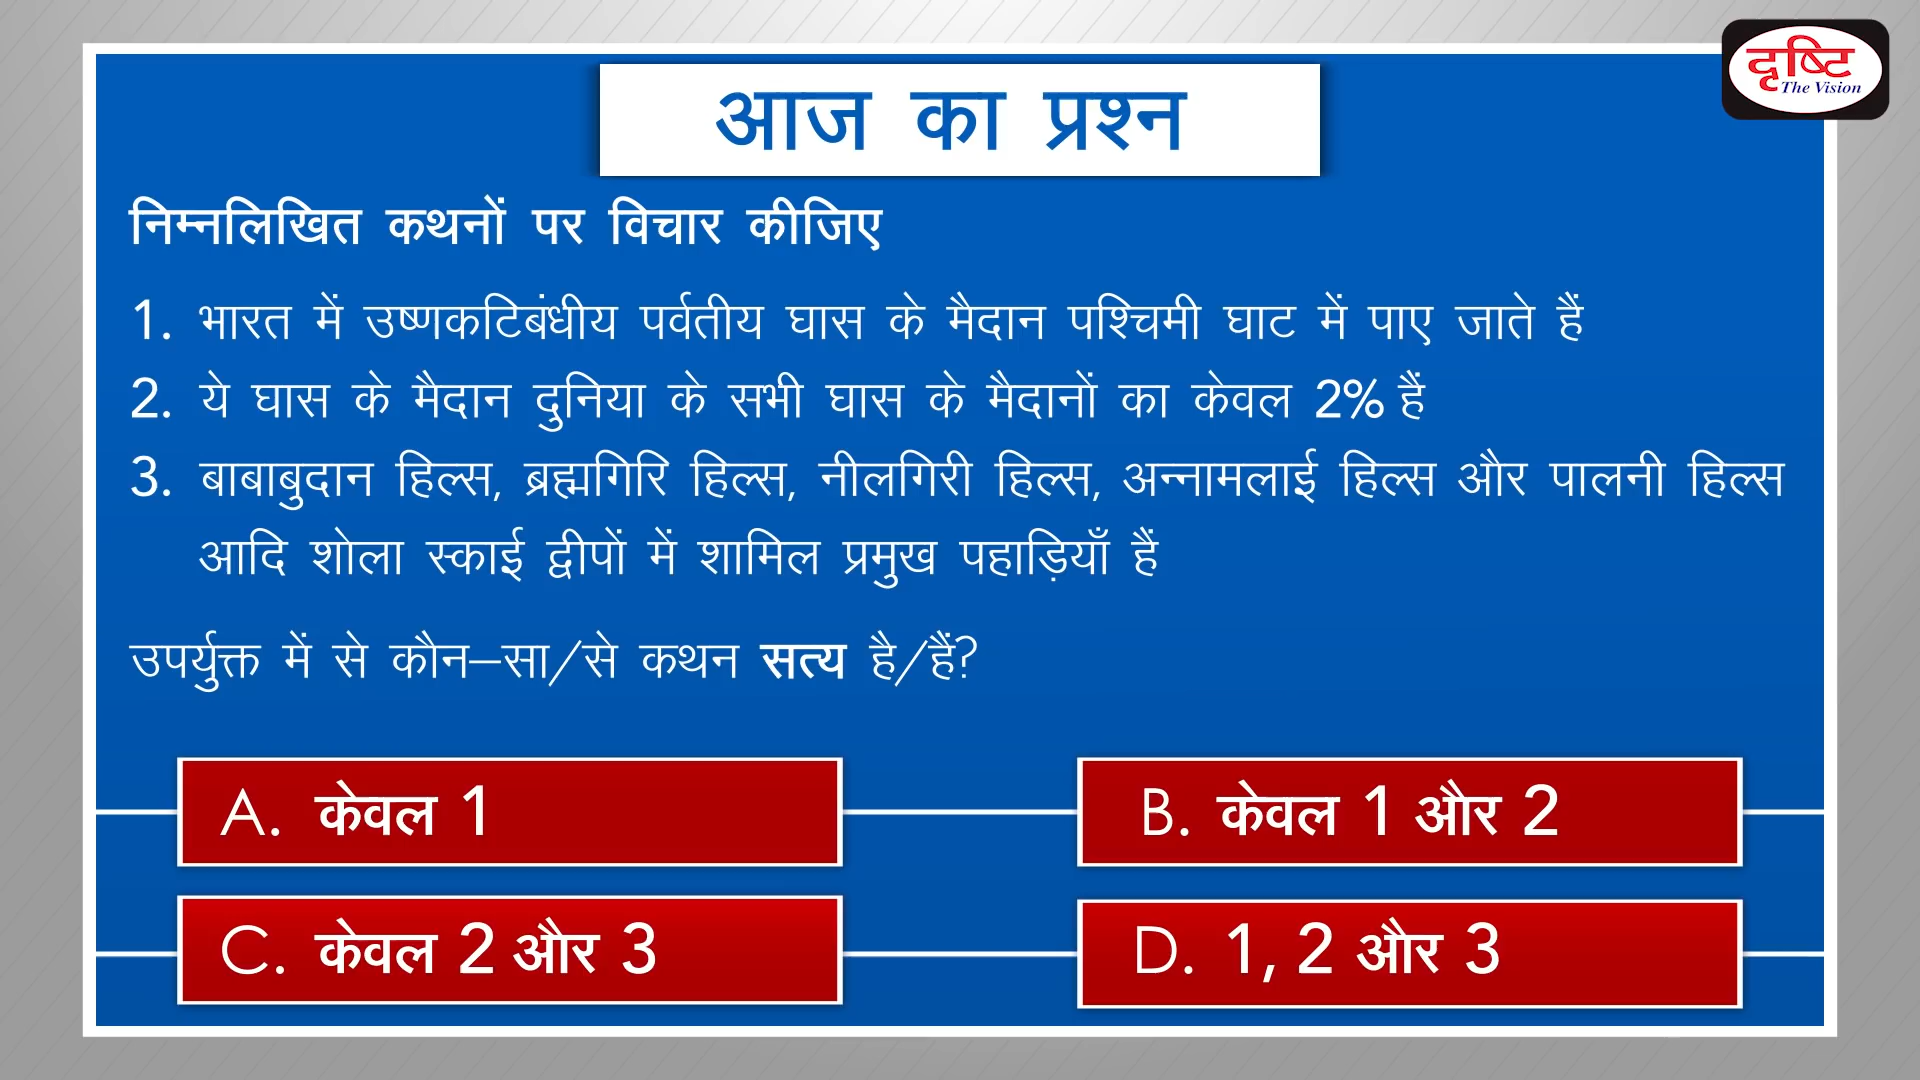 दृष्टि
The Vision
आज का प्रश्न
निम्नलिखित कथनों पर विचार कीजिए
1. भारत में उष्णकटिबंधीय पर्वतीय घास के मैदान पश्चिमी घाट में पाए जाते हैं
2. ये घास के मैदान दुनिया के सभी घास के मैदानों का केवल 2% हैं
3. बाबाबुदान हिल्स, ब्रह्मगिरि हिल्स, नीलगिरी हिल्स, अन्नामलाई हिल्स और पालनी हिल्स
आदि शोला स्काई द्वीपों में शामिल प्रमुख पहाड़ियाँ हैं
उपर्युक्त में से कौन–सा/से कथन सत्य है/हैं?
A. केवल 1
B. केवल 1 और 2
C. केवल 2 और 3
D. 1, 2 और 3